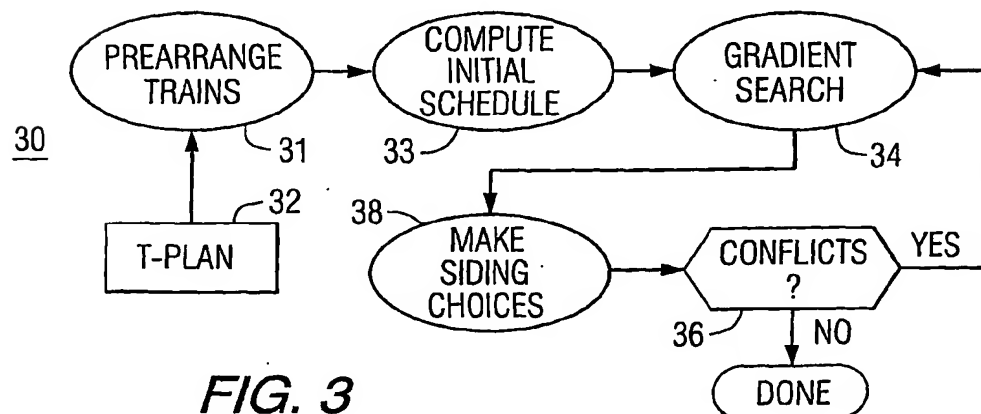 PREARRANGE
TRAINS
31
COMPUTE
INITIAL
SCHEDULE
33
GRADIENT
SEARCH
34
30
32
T-PLAN
38
MAKE
SIDING
CHOICES
CONFLICTS
?
36
YES
NO
DONE
FIG. 3